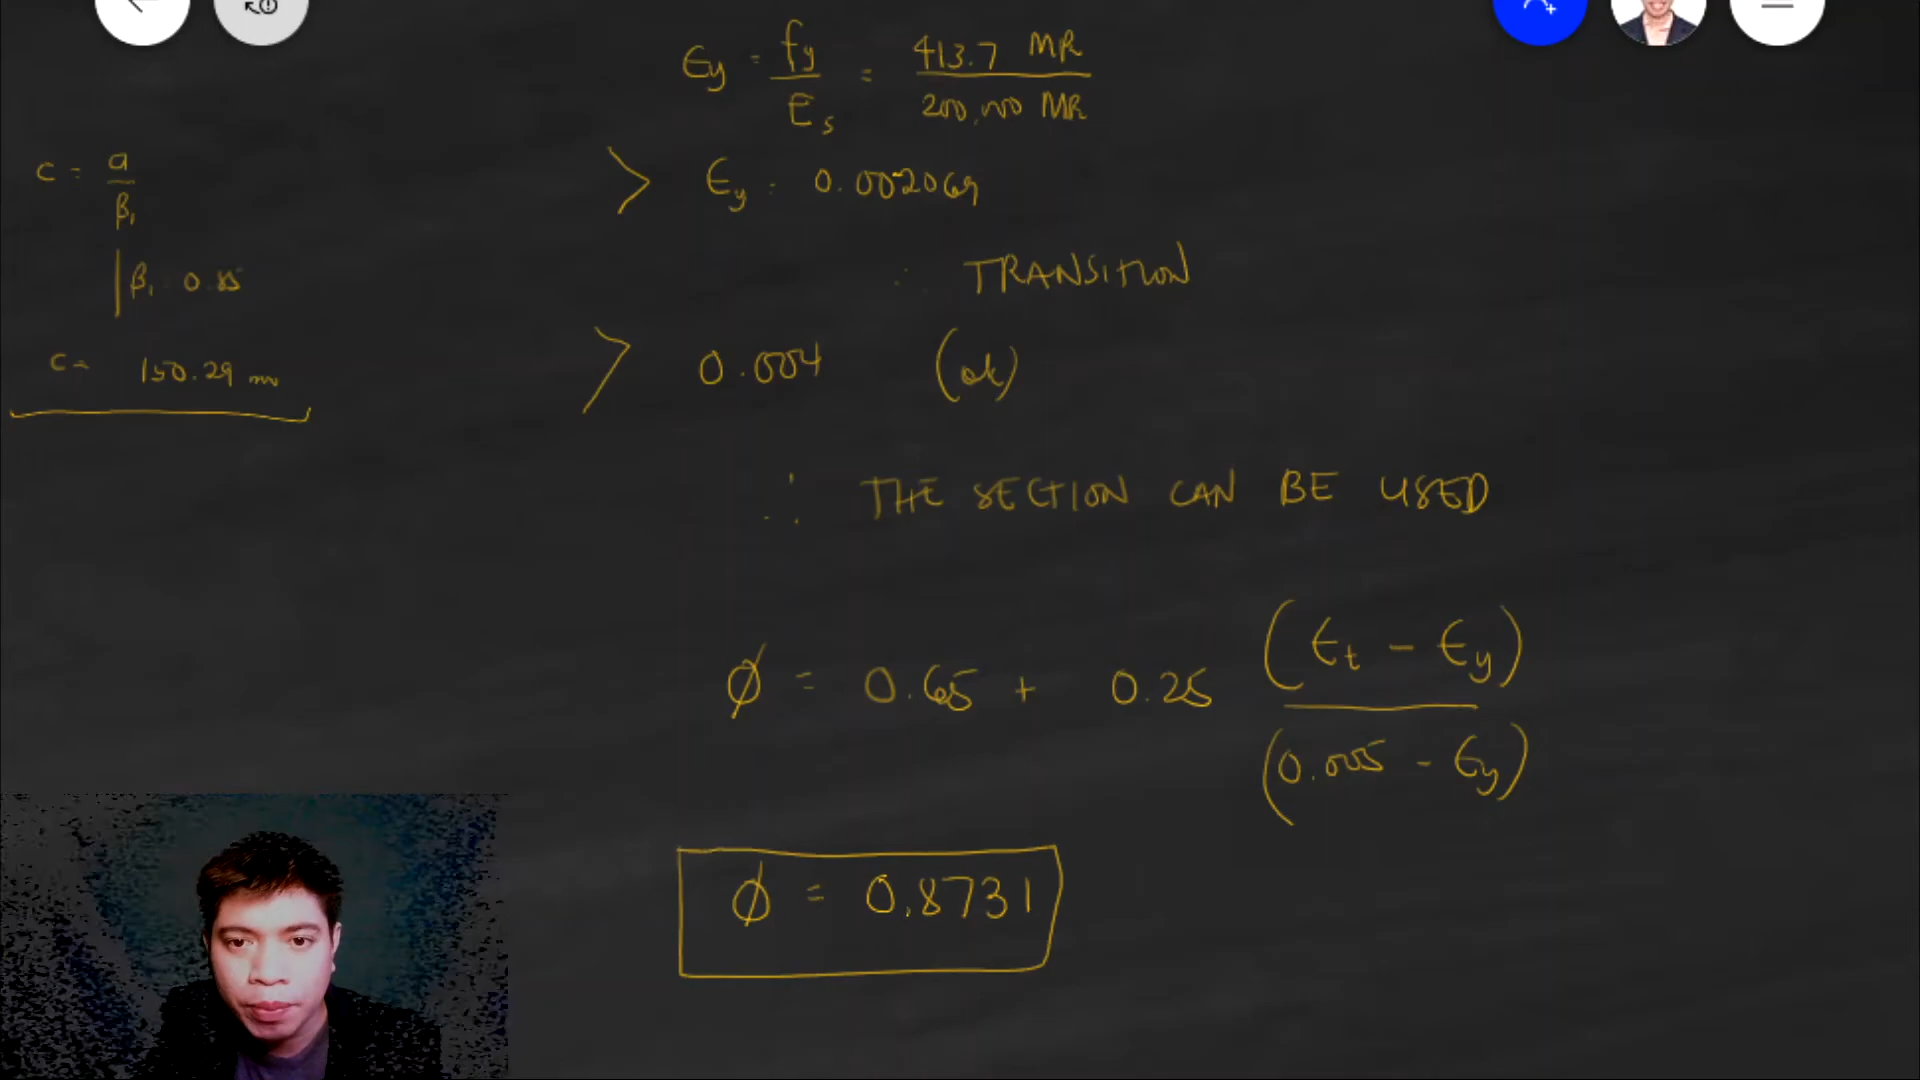 c = a / β₁
| β₁ = 0.85
c = 150.29 mm
ϵy = fy / Es = 413.7 MPa / 200,000 MPa
> ϵy = 0.002069
∴ TRANSITION
> 0.004 (ok)
∴ THE SECTION CAN BE USED
ø = 0.65 + 0.25 (ϵt - ϵy) / (0.005 - ϵy)
ø = 0.8731